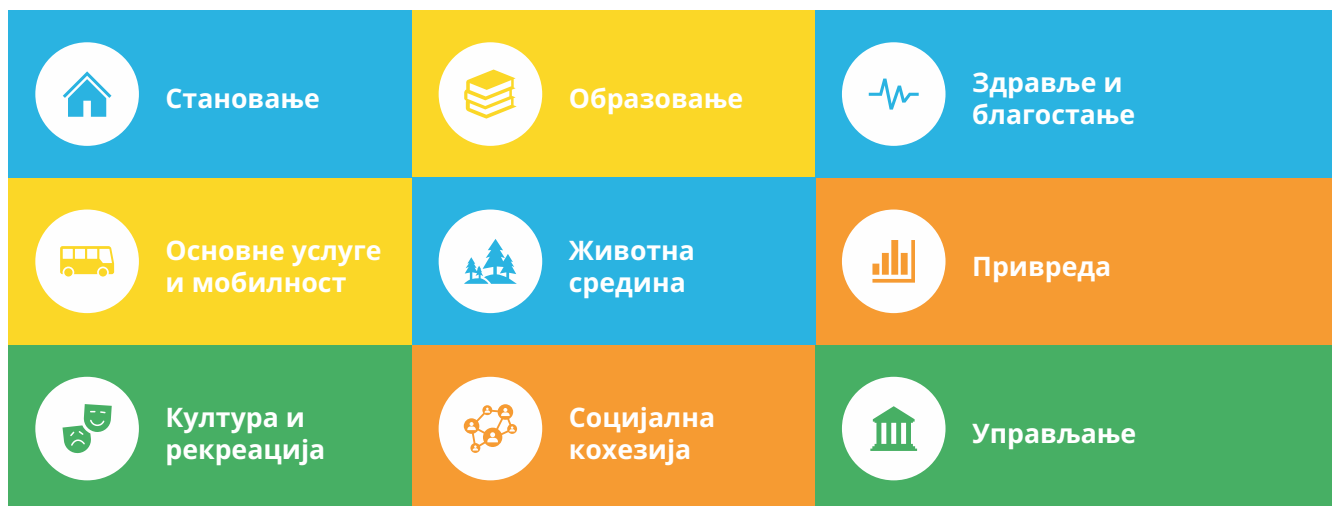 Становање
Образовање
Здравље и
благостање
Основне услуге
и мобилност
Животна
средина
Привреда
Култура и
рекреација
Социјална
кохезија
Управљање